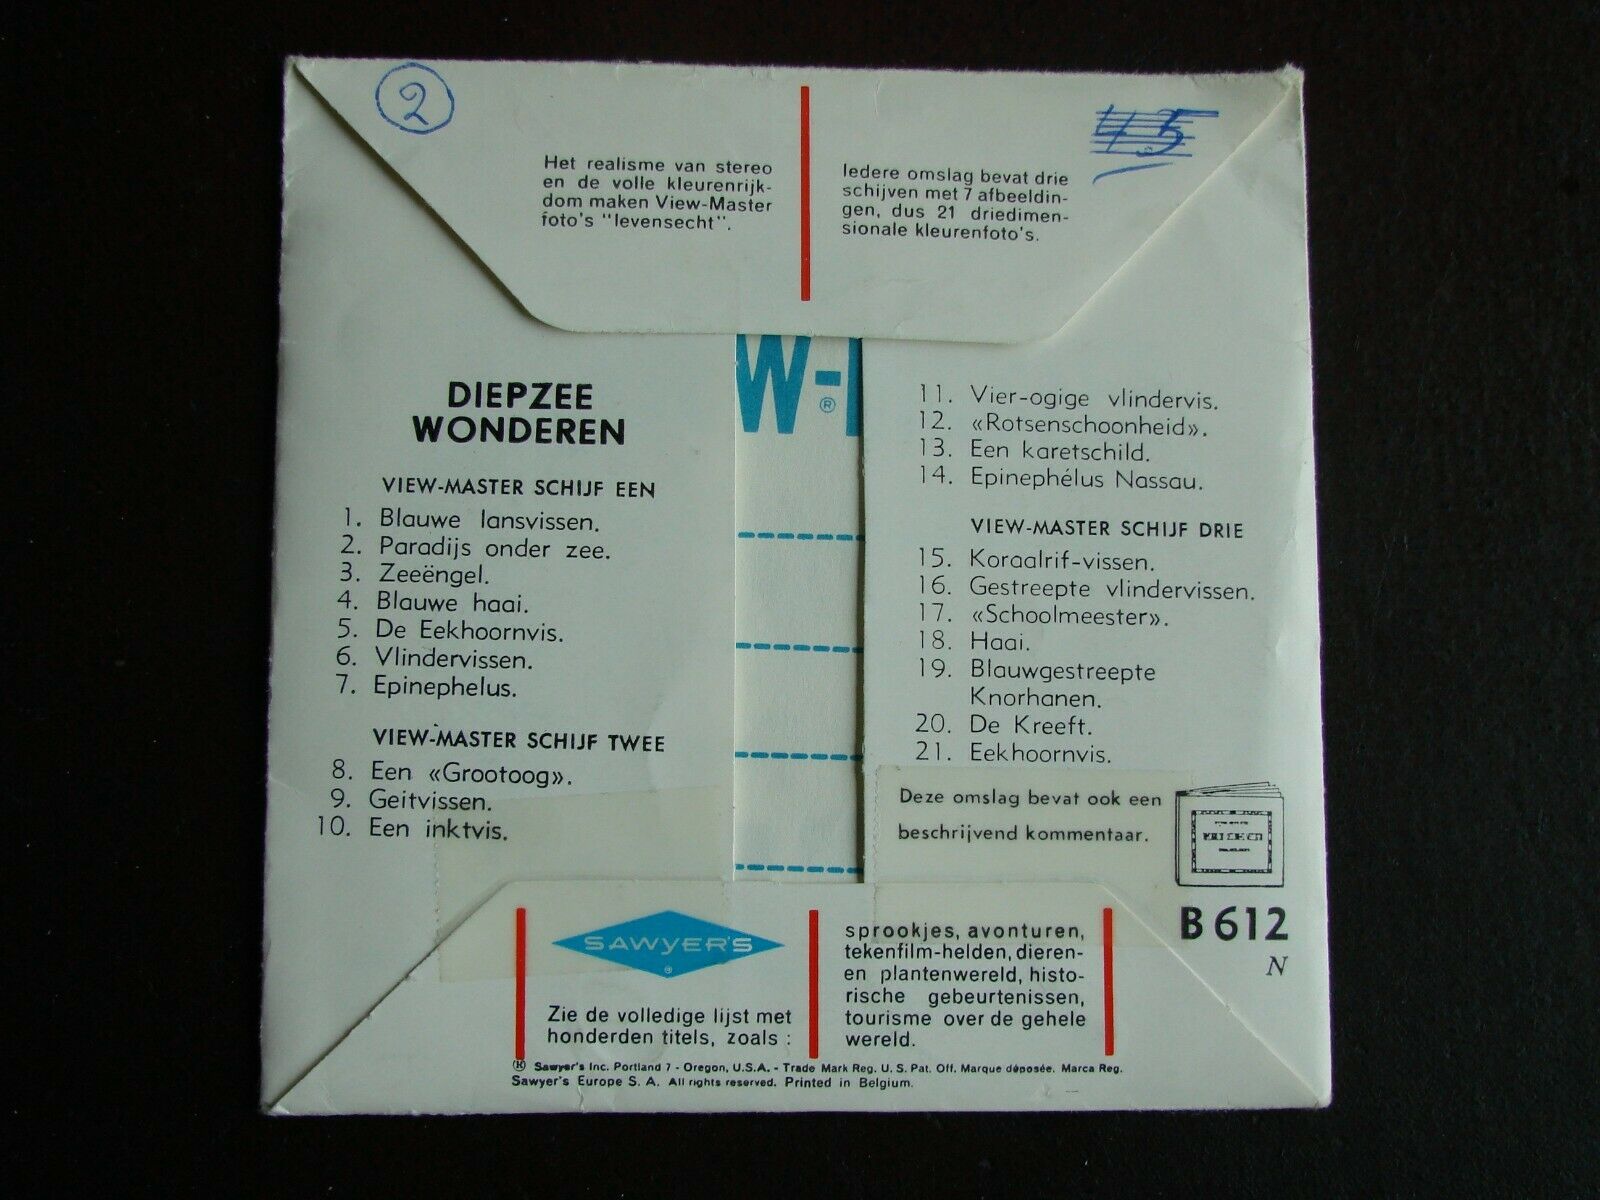 2
45
Het realisme van stereo
en de volle kleurenrijk-
dom maken View-Master
foto's "levensecht".
Iedere omslag bevat drie
schijven met 7 afbeeldin-
gen, dus 21 driedimen-
sionale kleurenfoto's.
W-
®
DIEPZEE
WONDEREN
VIEW-MASTER SCHIJF EEN
1. Blauwe lansvissen.
2. Paradijs onder zee.
3. Zeeëngel.
4. Blauwe haai.
5. De Eekhoornvis.
6. Vlindervissen.
7. Epinephelus.
VIEW-MASTER SCHIJF TWEE
8. Een «Grootoog».
9. Geitvissen.
10. Een inktvis.
11. Vier-ogige vlindervis.
12. «Rotsenschoonheid».
13. Een karetschild.
14. Epinephélus Nassau.
VIEW-MASTER SCHIJF DRIE
15. Koraalrif-vissen.
16. Gestreepte vlindervissen.
17. «Schoolmeester».
18. Haai.
19. Blauwgestreepte
Knorhanen.
20. De Kreeft.
21. Eekhoornvis.
Deze omslag bevat ook een
beschrijvend kommentaar.
B 612
N
SAWYER'S
®
Zie de volledige lijst met
honderden titels, zoals :
sprookjes, avonturen,
tekenfilm-helden, dieren-
en plantenwereld, histo-
rische gebeurtenissen,
tourisme over de gehele
wereld.
® Sawyer's Inc. Portland 7 - Oregon, U.S.A. - Trade Mark Reg. U. S. Pat. Off. Marque déposée. Marca Reg.
Sawyer's Europe S. A. All rights reserved. Printed in Belgium.